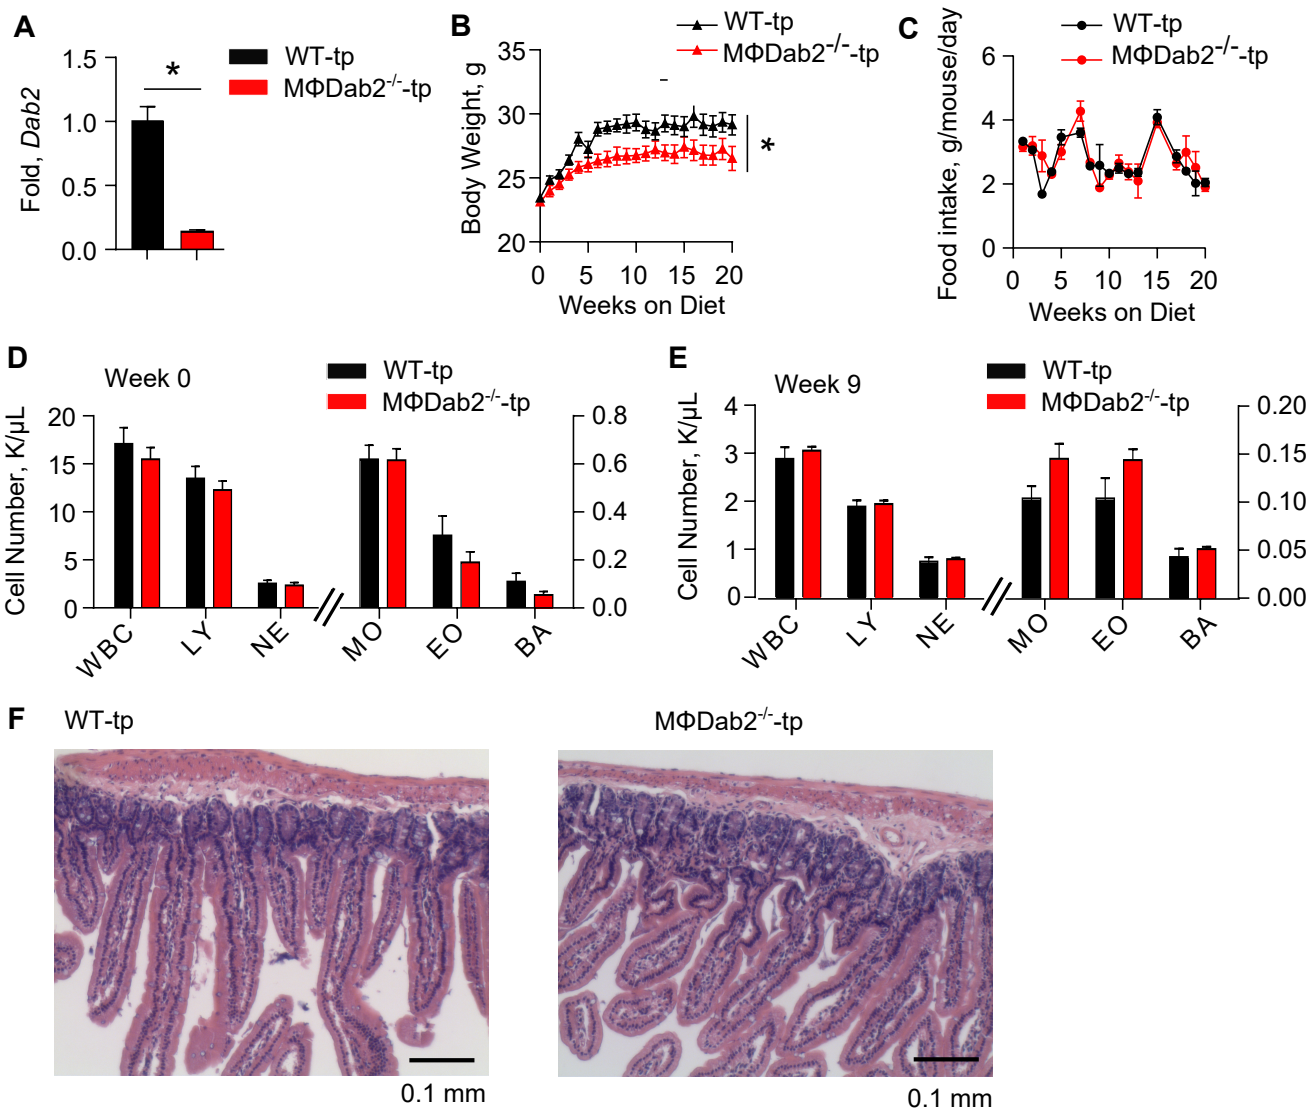 A
Fold, Dab2
1.5
1.0
0.5
0.0
*
WT-tp
MΦDab2-/--tp
B
Body Weight, g
35
30
25
20
WT-tp
MΦDab2-/--tp
*
0 5 10 15 20
Weeks on Diet
C
Food intake, g/mouse/day
6
4
2
0
WT-tp
MΦDab2-/--tp
0 5 10 15 20
Weeks on Diet
D
Week 0
WT-tp
MΦDab2-/--tp
Cell Number, K/µL
20
15
10
5
0
0.8
0.6
0.4
0.2
0.0
WBC LY NE MO EO BA
E
Week 9
WT-tp
MΦDab2-/--tp
Cell Number, K/µL
4
3
2
1
0
0.20
0.15
0.10
0.05
0.00
WBC LY NE MO EO BA
F
WT-tp
MΦDab2-/--tp
0.1 mm
0.1 mm